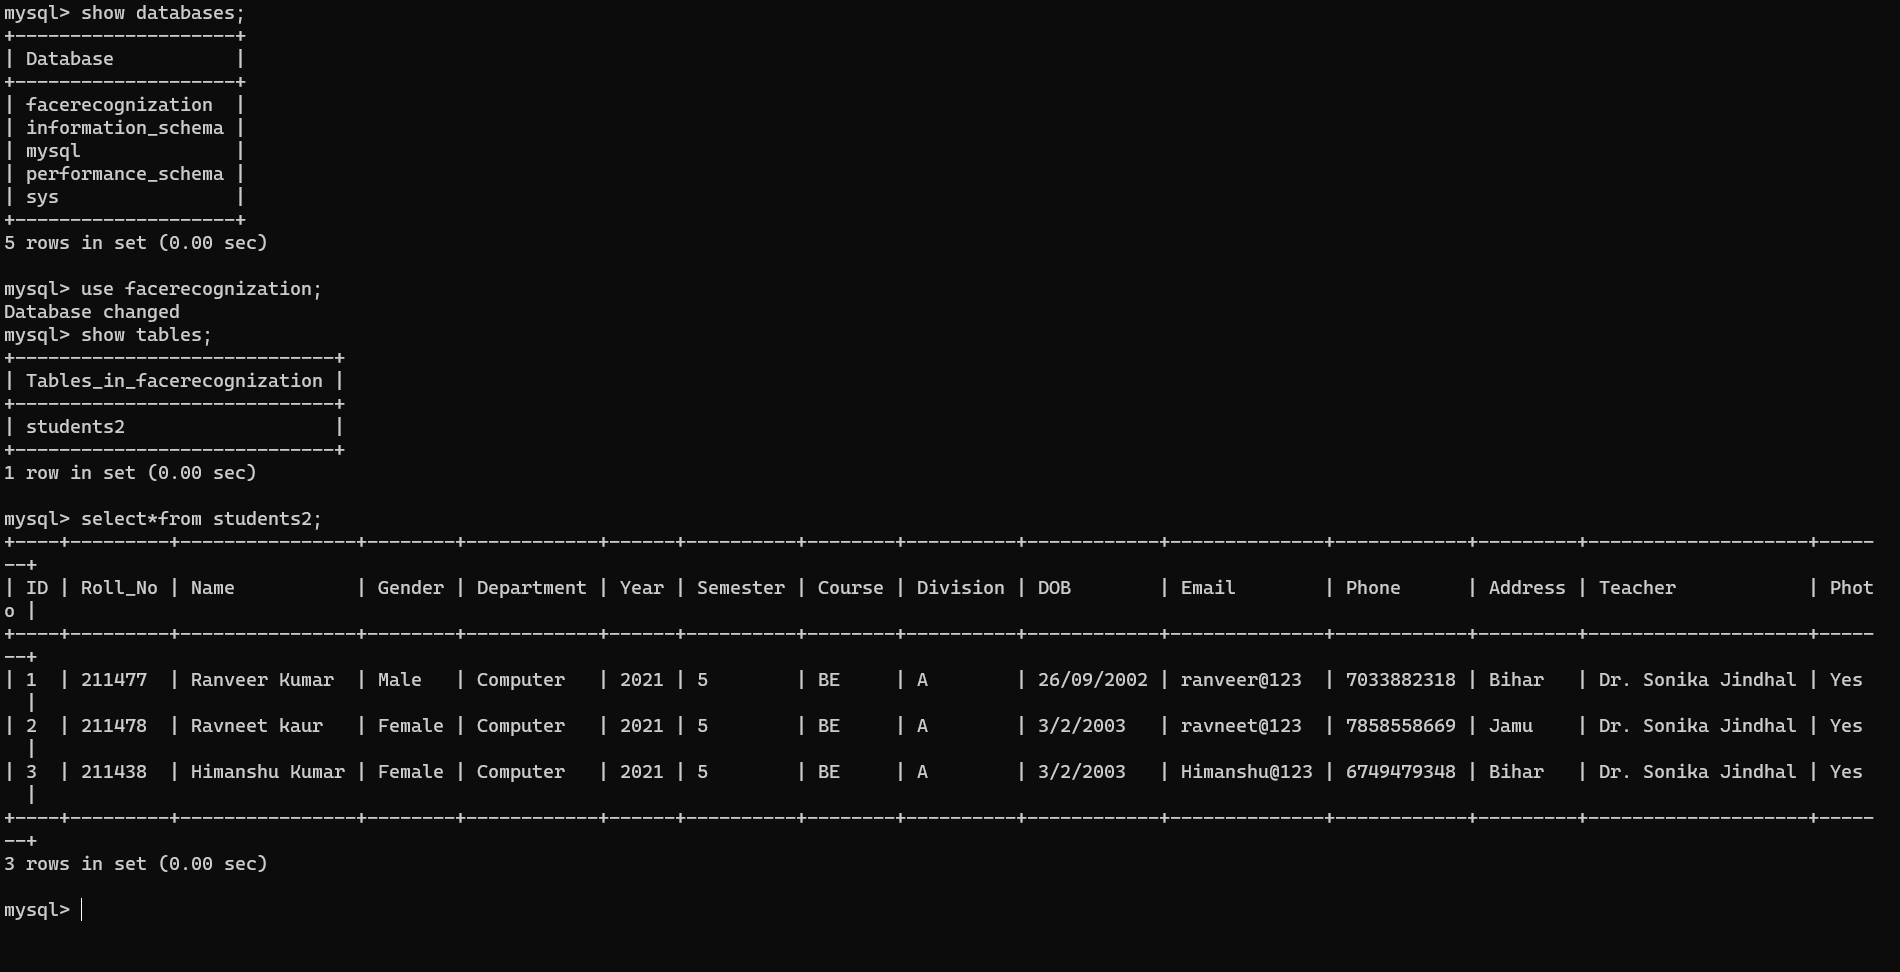 mysql> show databases;
+--------------------+
| Database           |
+--------------------+
| facerecognization  |
| information_schema |
| mysql              |
| performance_schema |
| sys                |
+--------------------+
5 rows in set (0.00 sec)

mysql> use facerecognization;
Database changed
mysql> show tables;
+-----------------------------+
| Tables_in_facerecognization |
+-----------------------------+
| students2                   |
+-----------------------------+
1 row in set (0.00 sec)

mysql> select*from students2;
+----+---------+----------------+--------+------------+------+----------+--------+----------+------------+--------------+------------+---------+--------------------+-----
--+
| ID | Roll_No | Name           | Gender | Department | Year | Semester | Course | Division | DOB        | Email        | Phone      | Address | Teacher            | Phot
o |
+----+---------+----------------+--------+------------+------+----------+--------+----------+------------+--------------+------------+---------+--------------------+-----
--+
| 1  | 211477  | Ranveer Kumar  | Male   | Computer   | 2021 | 5        | BE     | A        | 26/09/2002 | ranveer@123  | 7033882318 | Bihar   | Dr. Sonika Jindhal | Yes
  |
| 2  | 211478  | Ravneet kaur   | Female | Computer   | 2021 | 5        | BE     | A        | 3/2/2003   | ravneet@123  | 7858558669 | Jamu    | Dr. Sonika Jindhal | Yes
  |
| 3  | 211438  | Himanshu Kumar | Female | Computer   | 2021 | 5        | BE     | A        | 3/2/2003   | Himanshu@123 | 6749479348 | Bihar   | Dr. Sonika Jindhal | Yes
  |
+----+---------+----------------+--------+------------+------+----------+--------+----------+------------+--------------+------------+---------+--------------------+-----
--+
3 rows in set (0.00 sec)

mysql>